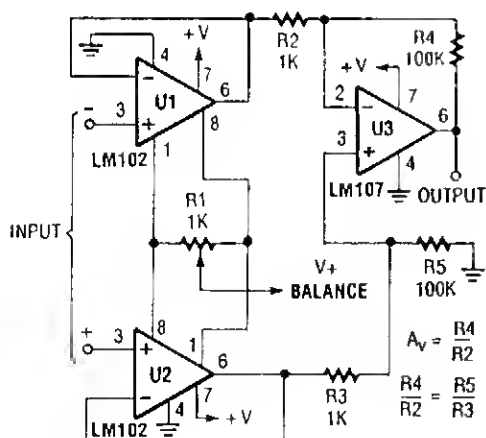 +V
R2
1K
R4
100K
4
7
−
6
U1
+V
7
2
−
6
−
3
+
8
U3
LM102
1
3
+
4
LM107
OUTPUT
R1
1K
INPUT
V+
BALANCE
R5
100K
+
3
8
+
1
6
U2
7
−
4
+V
LM102
R3
1K
A_V = R4/R2
R4/R2 = R5/R3